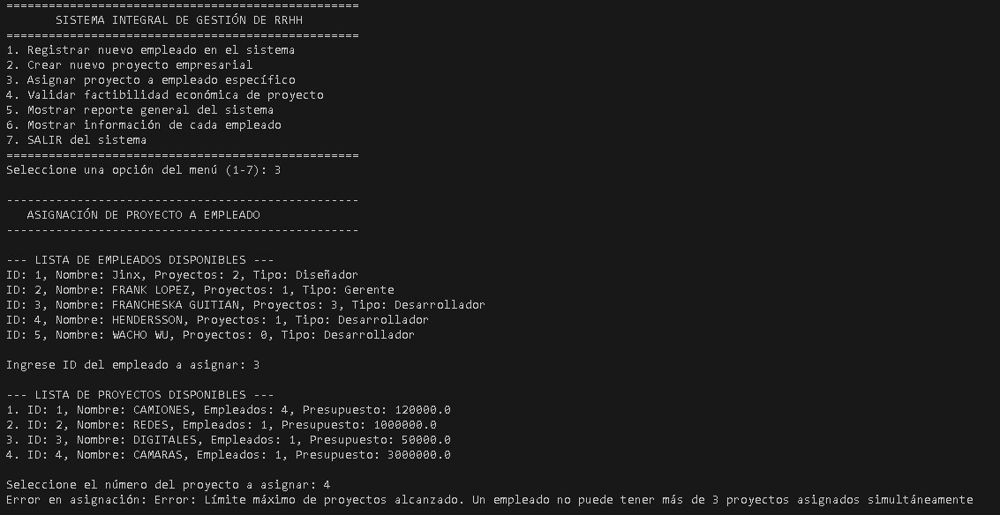 ==================================================
SISTEMA INTEGRAL DE GESTIÓN DE RRHH
==================================================
1. Registrar nuevo empleado en el sistema
2. Crear nuevo proyecto empresarial
3. Asignar proyecto a empleado específico
4. Validar factibilidad económica de proyecto
5. Mostrar reporte general del sistema
6. Mostrar información de cada empleado
7. SALIR del sistema
==================================================
Seleccione una opción del menú (1-7): 3
--------------------------------------------------
ASIGNACIÓN DE PROYECTO A EMPLEADO
--------------------------------------------------
--- LISTA DE EMPLEADOS DISPONIBLES ---
ID: 1, Nombre: Jinx, Proyectos: 2, Tipo: Diseñador
ID: 2, Nombre: FRANK LOPEZ, Proyectos: 1, Tipo: Gerente
ID: 3, Nombre: FRANCHESKA GUITIAN, Proyectos: 3, Tipo: Desarrollador
ID: 4, Nombre: HENDERSSON, Proyectos: 1, Tipo: Desarrollador
ID: 5, Nombre: WACHO WU, Proyectos: 0, Tipo: Desarrollador
Ingrese ID del empleado a asignar: 3
--- LISTA DE PROYECTOS DISPONIBLES ---
1. ID: 1, Nombre: CAMIONES, Empleados: 4, Presupuesto: 120000.0
2. ID: 2, Nombre: REDES, Empleados: 1, Presupuesto: 1000000.0
3. ID: 3, Nombre: DIGITALES, Empleados: 1, Presupuesto: 50000.0
4. ID: 4, Nombre: CAMARAS, Empleados: 1, Presupuesto: 3000000.0
Seleccione el número del proyecto a asignar: 4
Error en asignación: Error: Límite máximo de proyectos alcanzado. Un empleado no puede tener más de 3 proyectos asignados simultáneamente